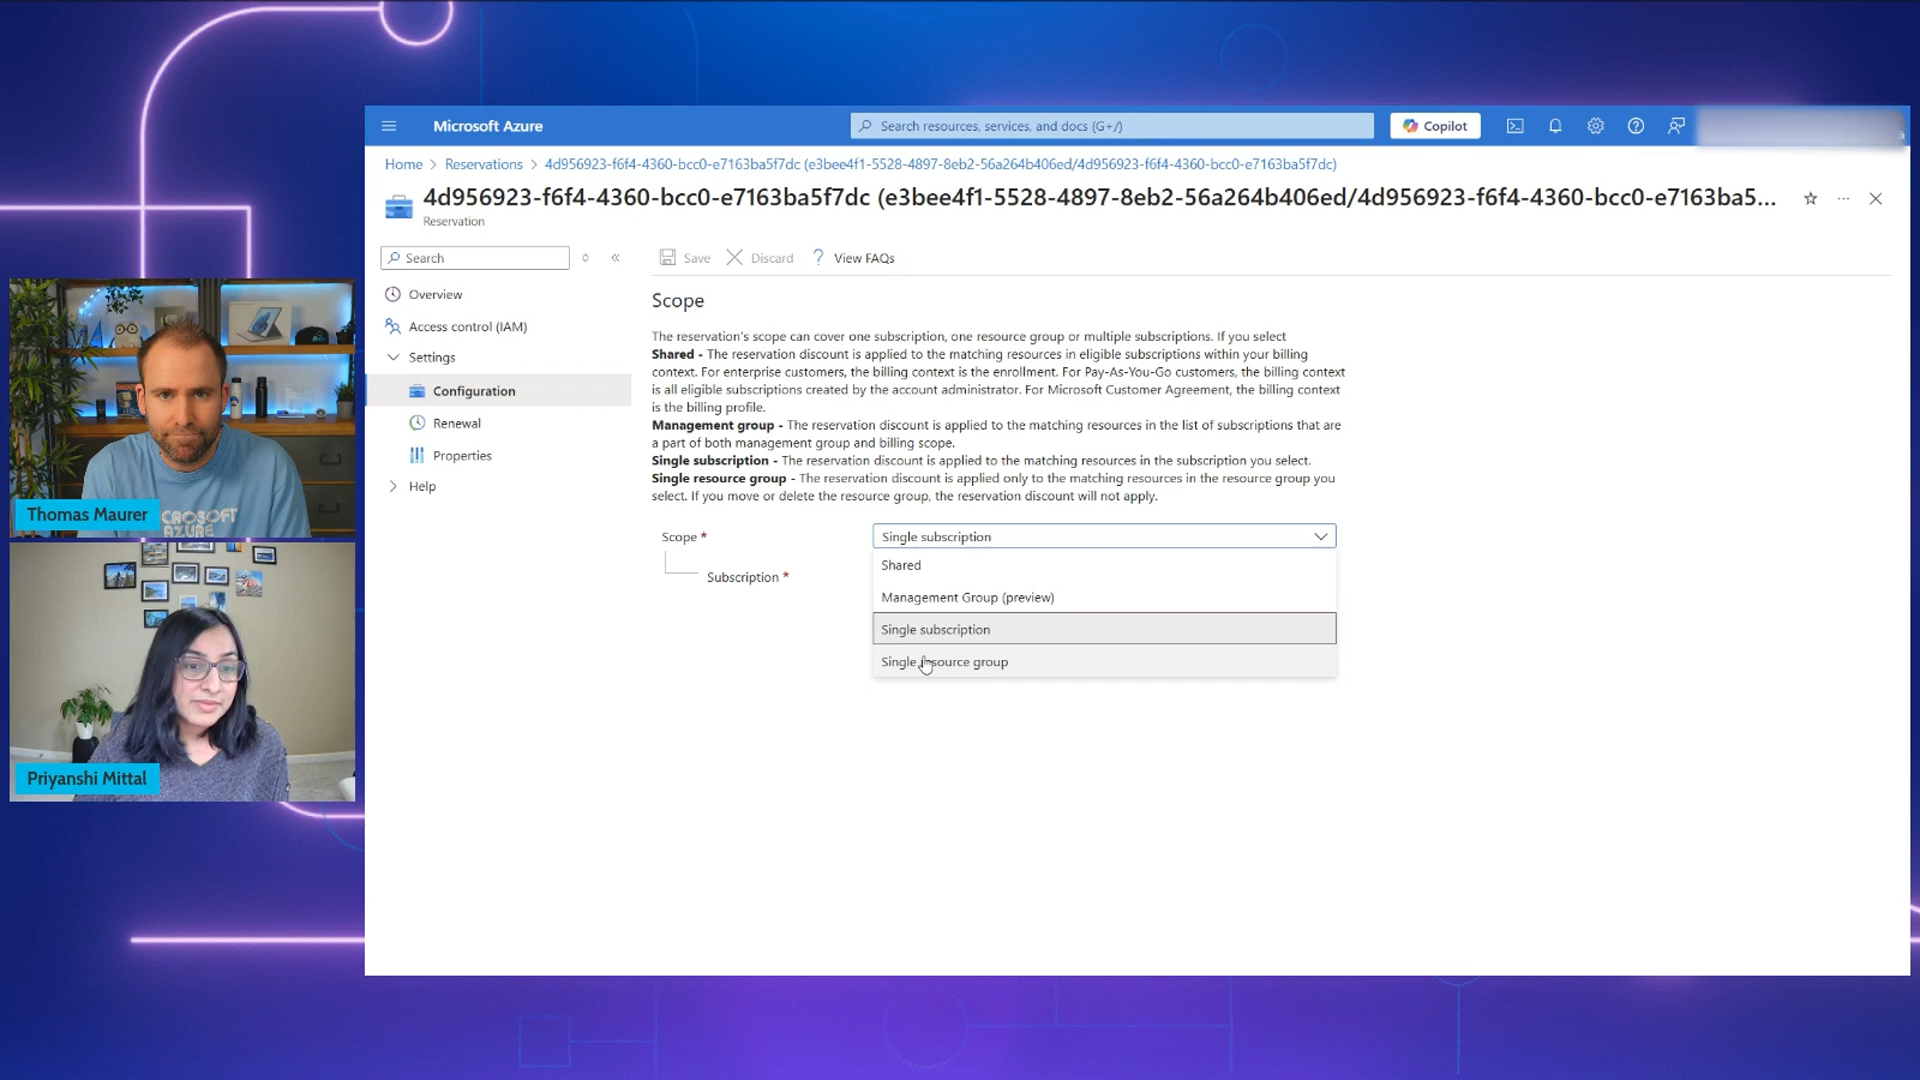 Microsoft Azure
Search resources, services, and docs (G+/)
Copilot
Home > Reservations > 4d956923-f6f4-4360-bcc0-e7163ba5f7dc (e3bee4f1-5528-4897-8eb2-56a264b406ed/4d956923-f6f4-4360-bcc0-e7163ba5f7dc)
4d956923-f6f4-4360-bcc0-e7163ba5f7dc (e3bee4f1-5528-4897-8eb2-56a264b406ed/4d956923-f6f4-4360-bcc0-e7163ba5...
Reservation
Search
Overview
Access control (IAM)
Settings
Configuration
Renewal
Properties
Help
Save
Discard
View FAQs
Scope
The reservation's scope can cover one subscription, one resource group or multiple subscriptions. If you select
Shared - The reservation discount is applied to the matching resources in eligible subscriptions within your billing
context. For enterprise customers, the billing context is the enrollment. For Pay-As-You-Go customers, the billing context
is all eligible subscriptions created by the account administrator. For Microsoft Customer Agreement, the billing context
is the billing profile.
Management group - The reservation discount is applied to the matching resources in the list of subscriptions that are
a part of both management group and billing scope.
Single subscription - The reservation discount is applied to the matching resources in the subscription you select.
Single resource group - The reservation discount is applied only to the matching resources in the resource group you
select. If you move or delete the resource group, the reservation discount will not apply.
Scope *
Single subscription
Subscription *
Shared
Management Group (preview)
Single subscription
Single resource group
Thomas Maurer
CROSOFT
AZURE
Priyanshi Mittal